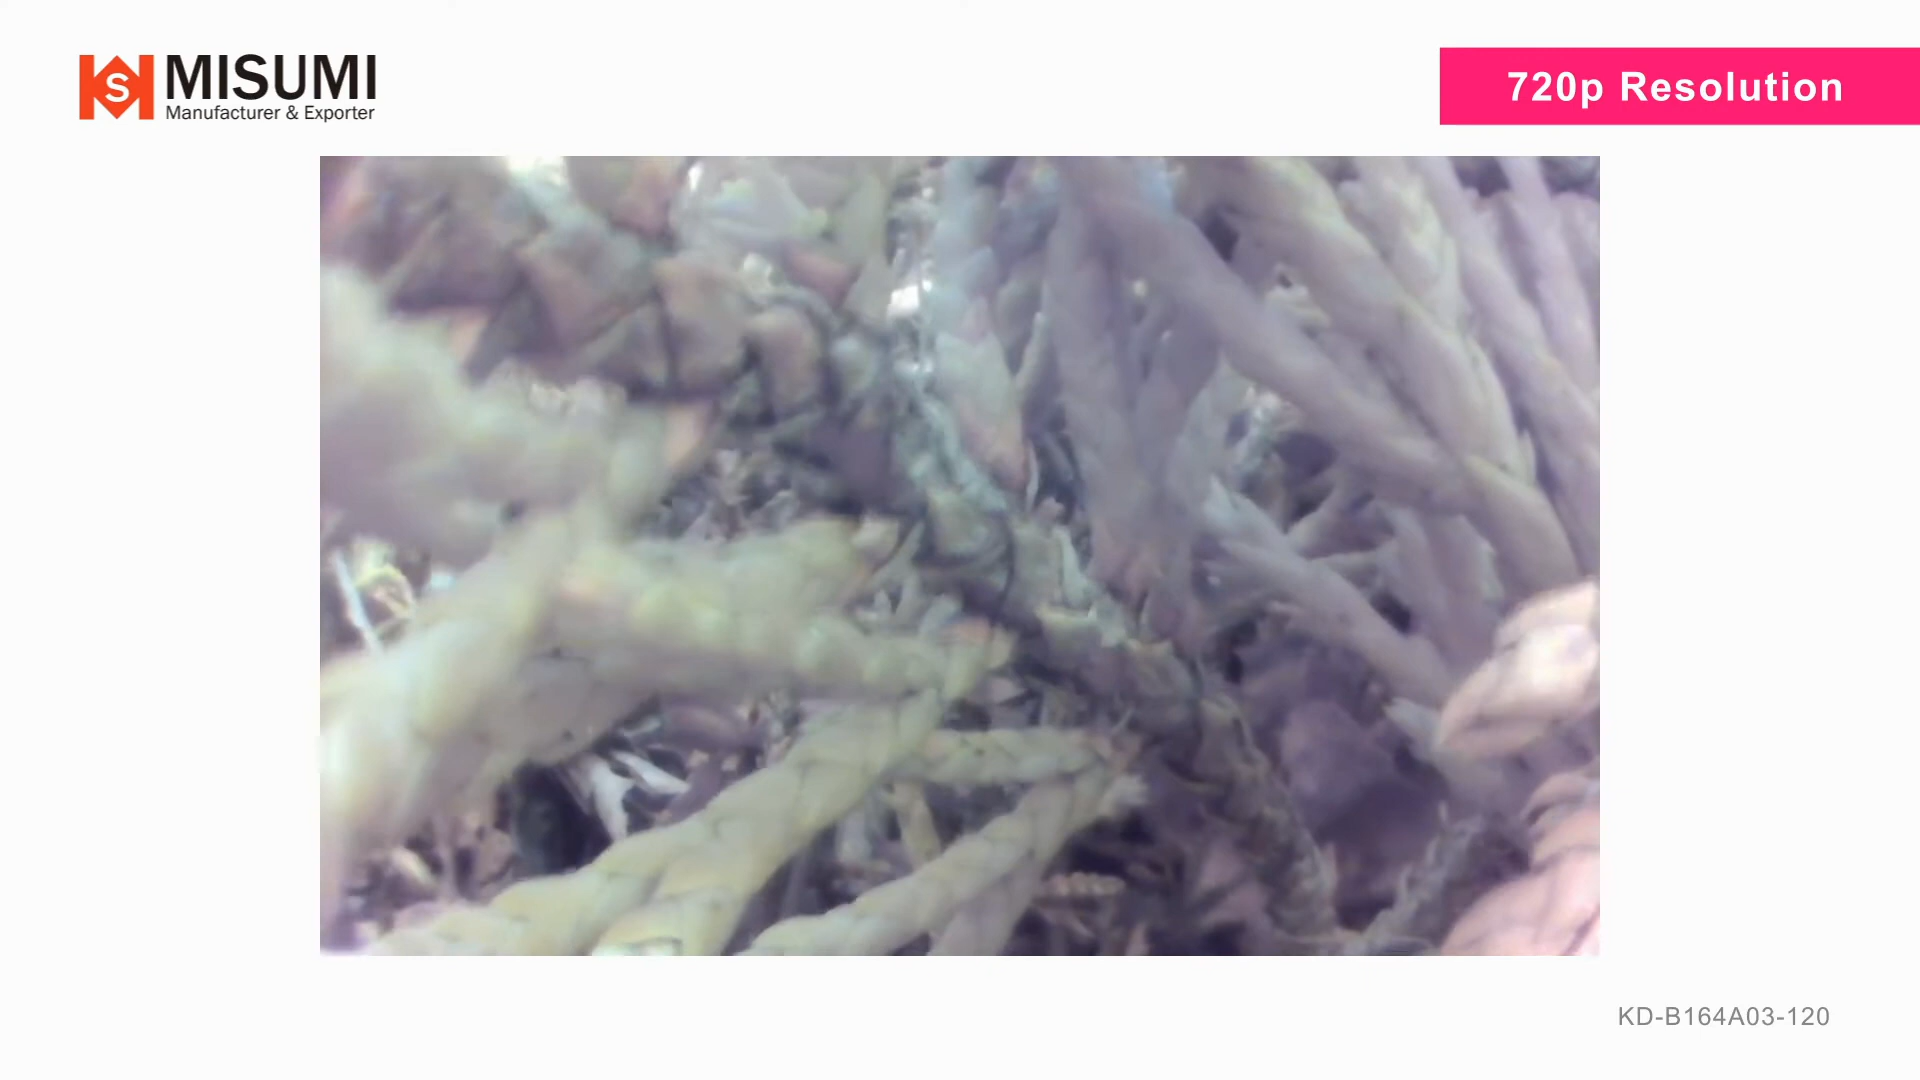 S
MISUMI
Manufacturer & Exporter
720p Resolution
KD-B164A03-120